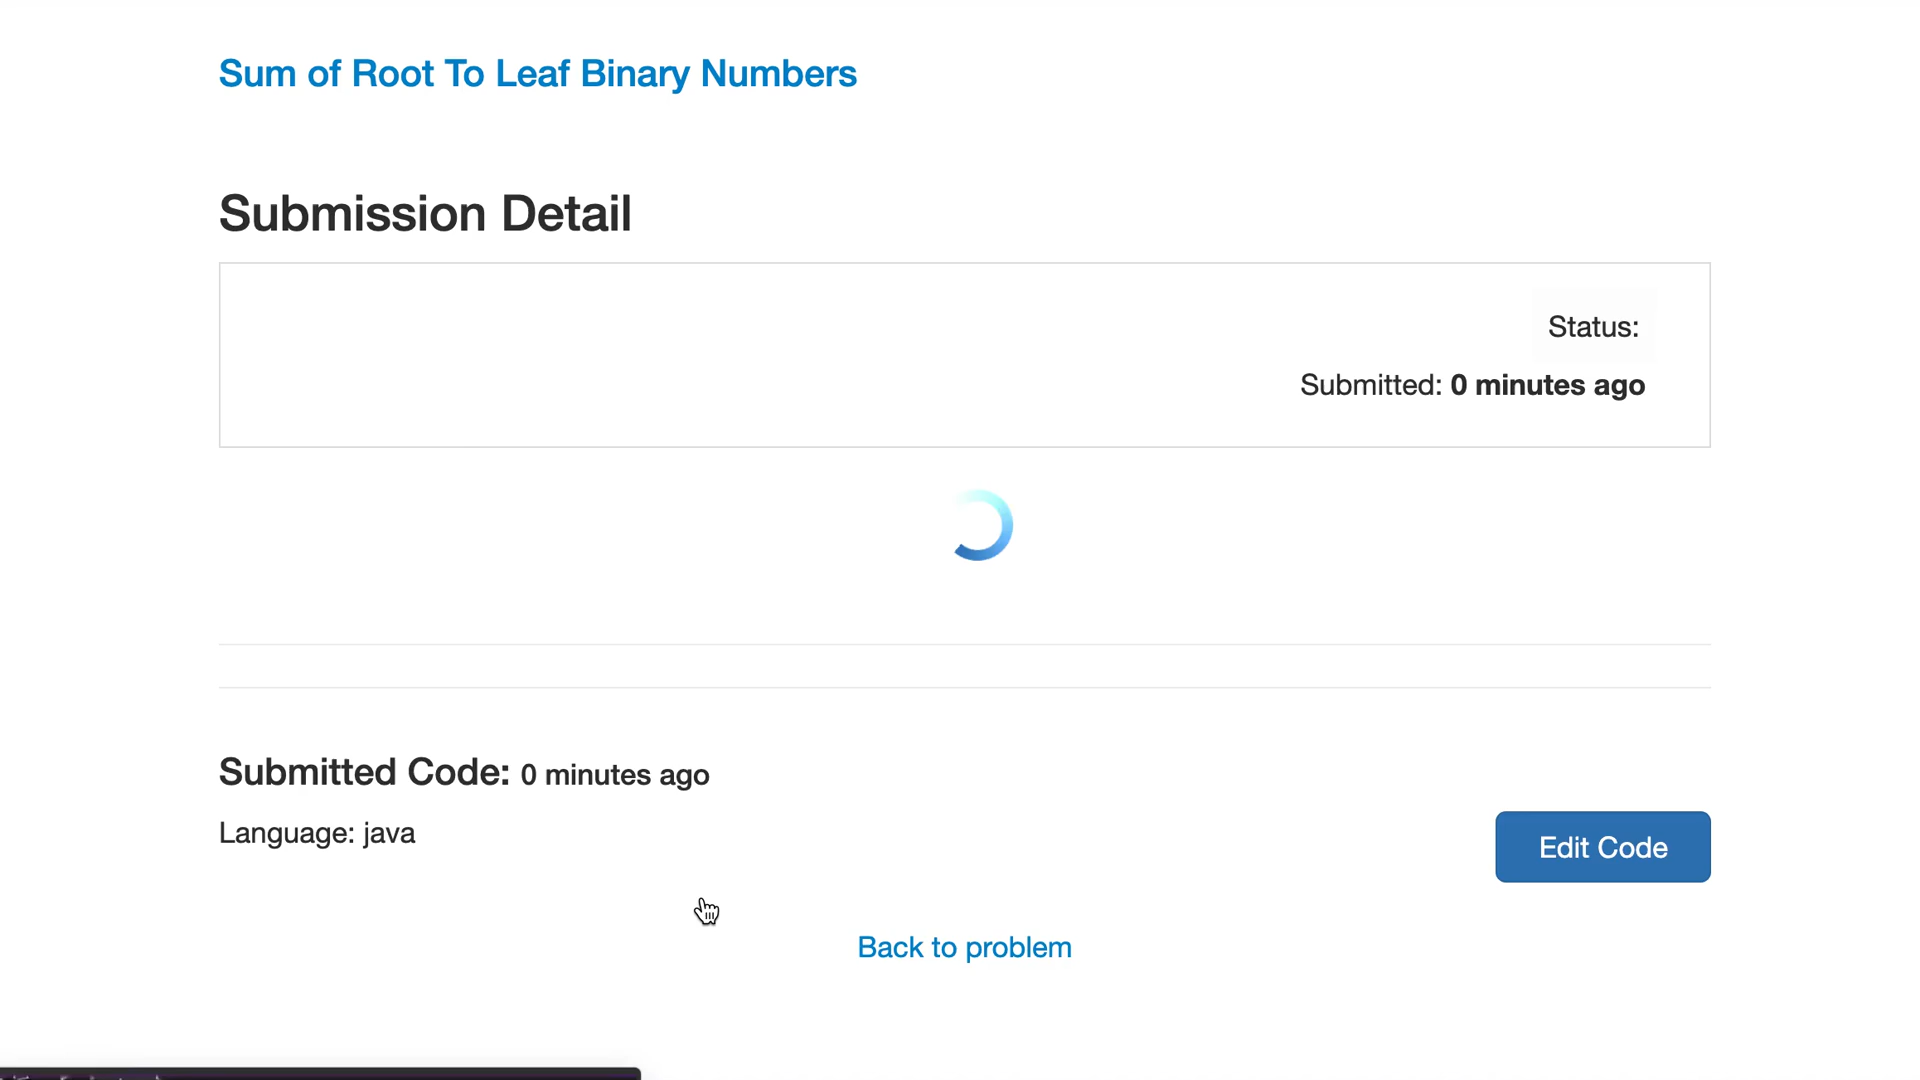 Sum of Root To Leaf Binary Numbers
Submission Detail
Status:
Submitted: 0 minutes ago
Submitted Code: 0 minutes ago
Language: java
Edit Code
Back to problem